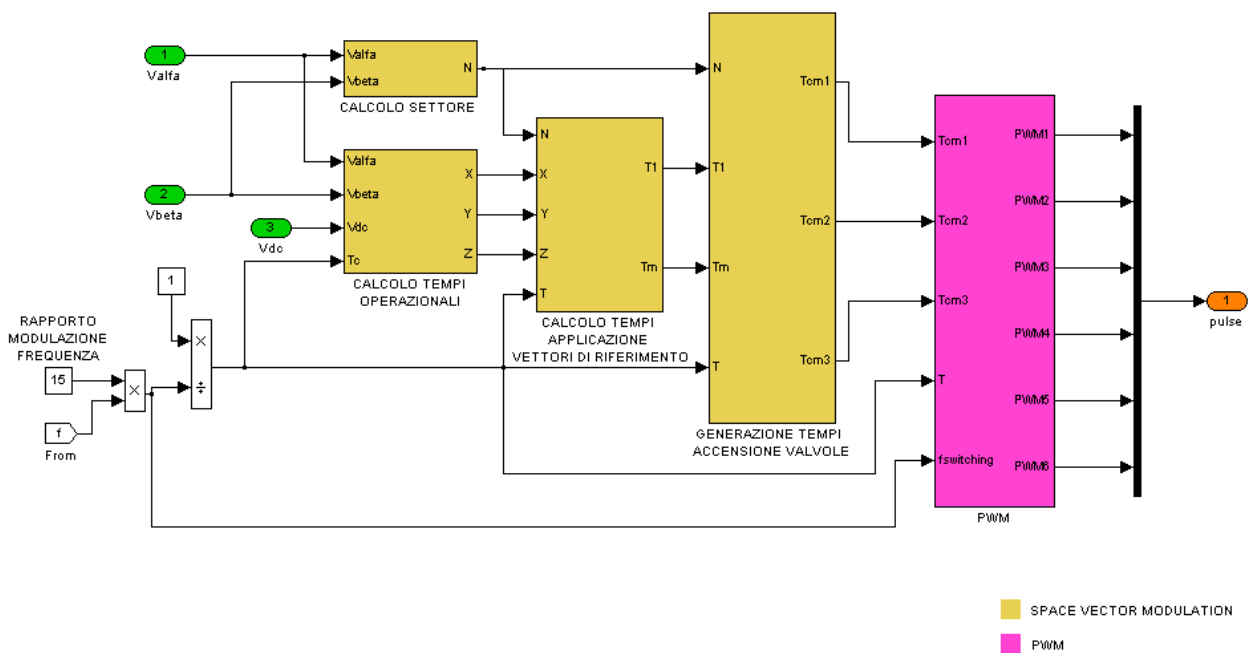 1
Valfa
2
Vbeta
3
Vdc
Valfa
Vbeta
N
CALCOLO SETTORE
Valfa
Vbeta
Vdc
Tc
X
Y
Z
CALCOLO TEMPI
OPERAZIONALI
N
X
Y
Z
T
T1
Tm
CALCOLO TEMPI
APPLICAZIONE
VETTORI DI RIFERIMENTO
N
T1
Tm
T
Tcm1
Tcm2
Tcm3
GENERAZIONE TEMPI
ACCENSIONE VALVOLE
Tcm1
Tcm2
Tcm3
T
fswitching
PWM1
PWM2
PWM3
PWM4
PWM5
PWM6
PWM
1
pulse
1
×
÷
RAPPORTO
MODULAZIONE
FREQUENZA
15
×
f
From
SPACE VECTOR MODULATION
PWM